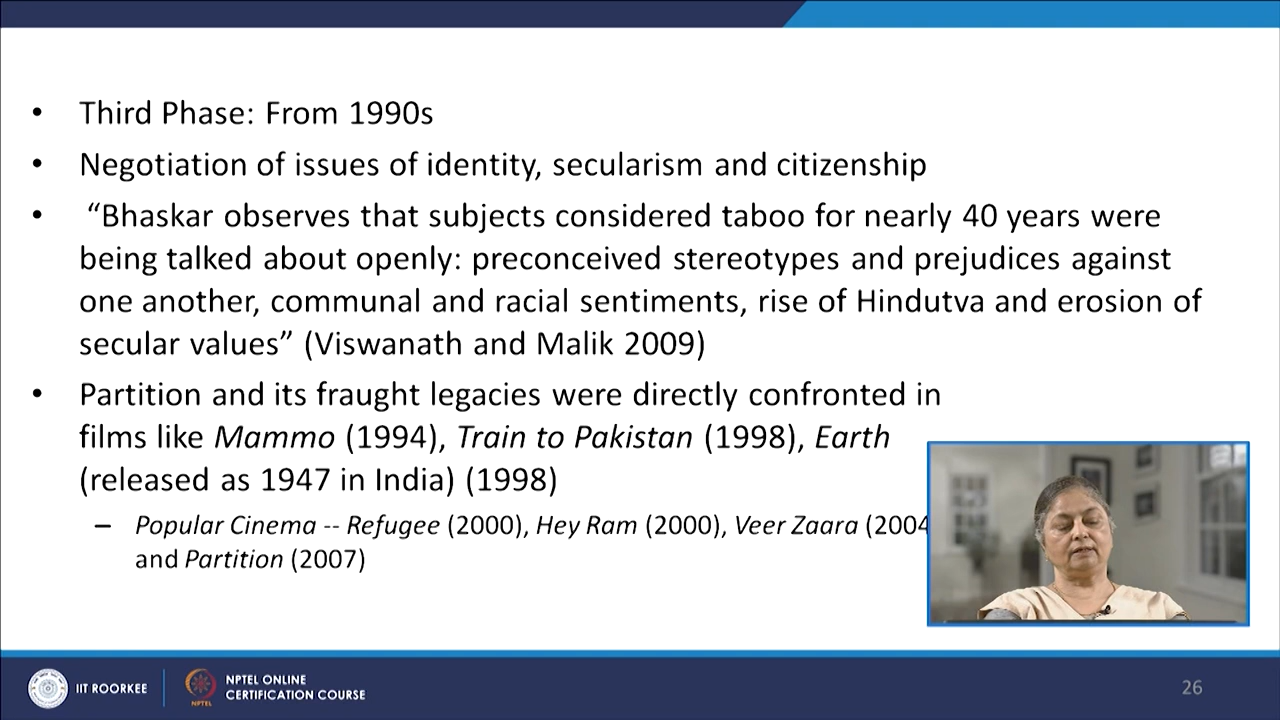 • Third Phase: From 1990s
• Negotiation of issues of identity, secularism and citizenship
• “Bhaskar observes that subjects considered taboo for nearly 40 years were
being talked about openly: preconceived stereotypes and prejudices against
one another, communal and racial sentiments, rise of Hindutva and erosion of
secular values” (Viswanath and Malik 2009)
• Partition and its fraught legacies were directly confronted in
films like Mammo (1994), Train to Pakistan (1998), Earth
(released as 1947 in India) (1998)
– Popular Cinema -- Refugee (2000), Hey Ram (2000), Veer Zaara (2004
and Partition (2007)
IIT ROORKEE
NPTEL
NPTEL ONLINE
CERTIFICATION COURSE
26